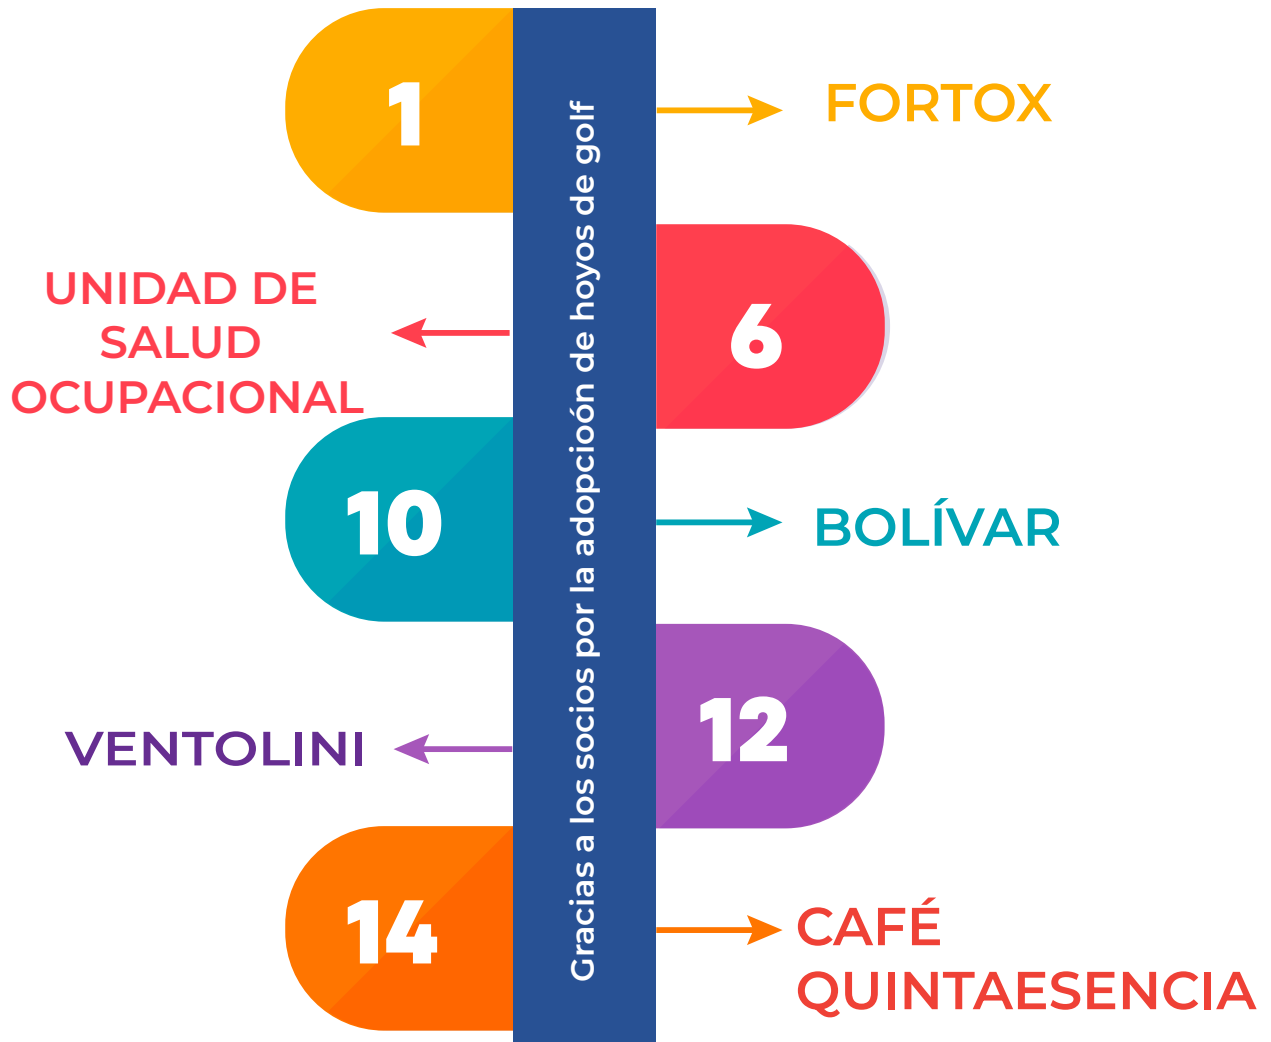 1
FORTOX
UNIDAD DE
SALUD
OCUPACIONAL
6
10
BOLÍVAR
VENTOLINI
12
14
CAFÉ
QUINTAESENCIA
Gracias a los socios por la adopcioón de hoyos de golf